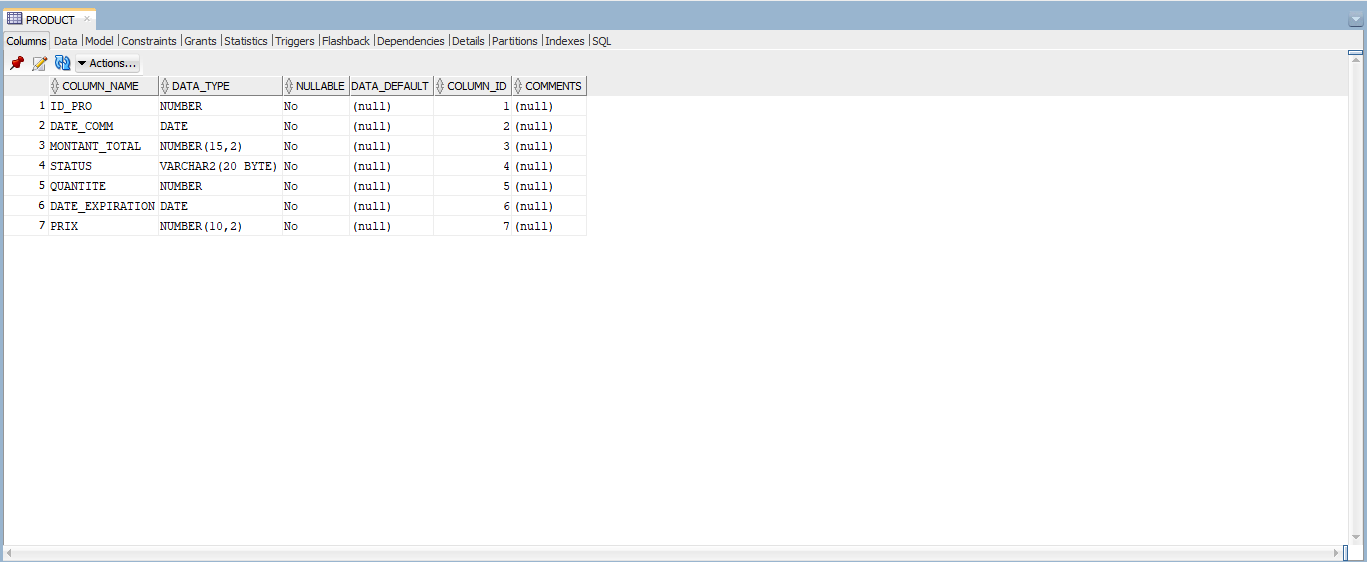 PRODUCT
Columns Data Model Constraints Grants Statistics Triggers Flashback Dependencies Details Partitions Indexes SQL
Actions...
COLUMN_NAME DATA_TYPE NULLABLE DATA_DEFAULT COLUMN_ID COMMENTS
1 ID_PRO NUMBER No (null) 1 (null)
2 DATE_COMM DATE No (null) 2 (null)
3 MONTANT_TOTAL NUMBER(15,2) No (null) 3 (null)
4 STATUS VARCHAR2(20 BYTE) No (null) 4 (null)
5 QUANTITE NUMBER No (null) 5 (null)
6 DATE_EXPIRATION DATE No (null) 6 (null)
7 PRIX NUMBER(10,2) No (null) 7 (null)